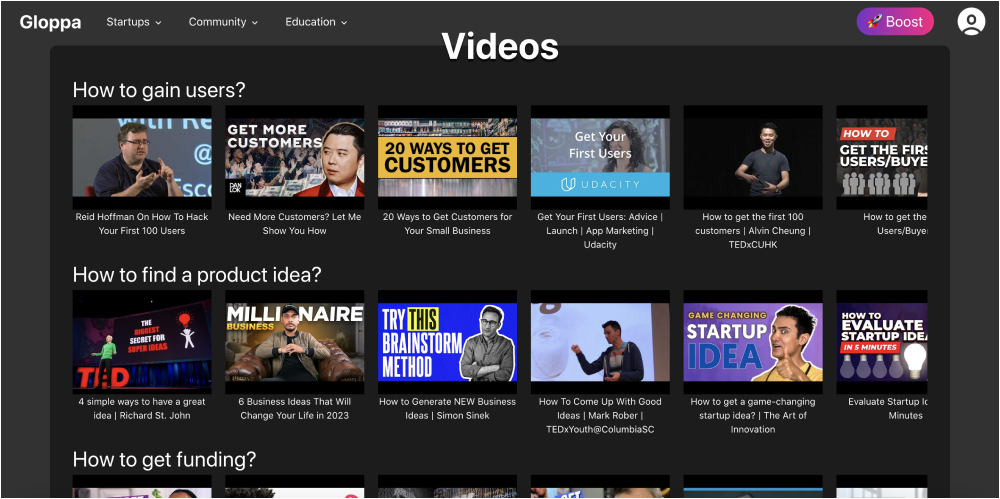 Gloppa
Startups
Community
Education
🚀 Boost
Videos
How to gain users?
with Re
@
Esco
GET MORE
CUSTOMERS
DAN
LOK
20 WAYS TO GET
CUSTOMERS
Get Your
First Users
UDACITY
HOW TO
GET THE FIRS
USERS/BUYE
Reid Hoffman On How To Hack
Your First 100 Users
Need More Customers? Let Me
Show You How
20 Ways to Get Customers for
Your Small Business
Get Your First Users: Advice |
Launch | App Marketing |
Udacity
How to get the first 100
customers | Alvin Cheung |
TEDxCUHK
How to get the
Users/Buye
How to find a product idea?
THE
BIGGEST
SECRET FOR
SUPER IDEAS
TED
MILLIONAIRE
BUSINESS
TRY THIS
BRAINSTORM
METHOD
GAME CHANGING
STARTUP
IDEA
HOW TO
EVALUATE
STARTUP IDE
IN 5 MINUTES
4 simple ways to have a great
idea | Richard St. John
6 Business Ideas That Will
Change Your Life in 2023
How to Generate NEW Business
Ideas | Simon Sinek
How To Come Up With Good
Ideas | Mark Rober |
TEDxYouth@ColumbiaSC
How to get a game-changing
startup idea? | The Art of
Innovation
Evaluate Startup Id
Minutes
How to get funding?